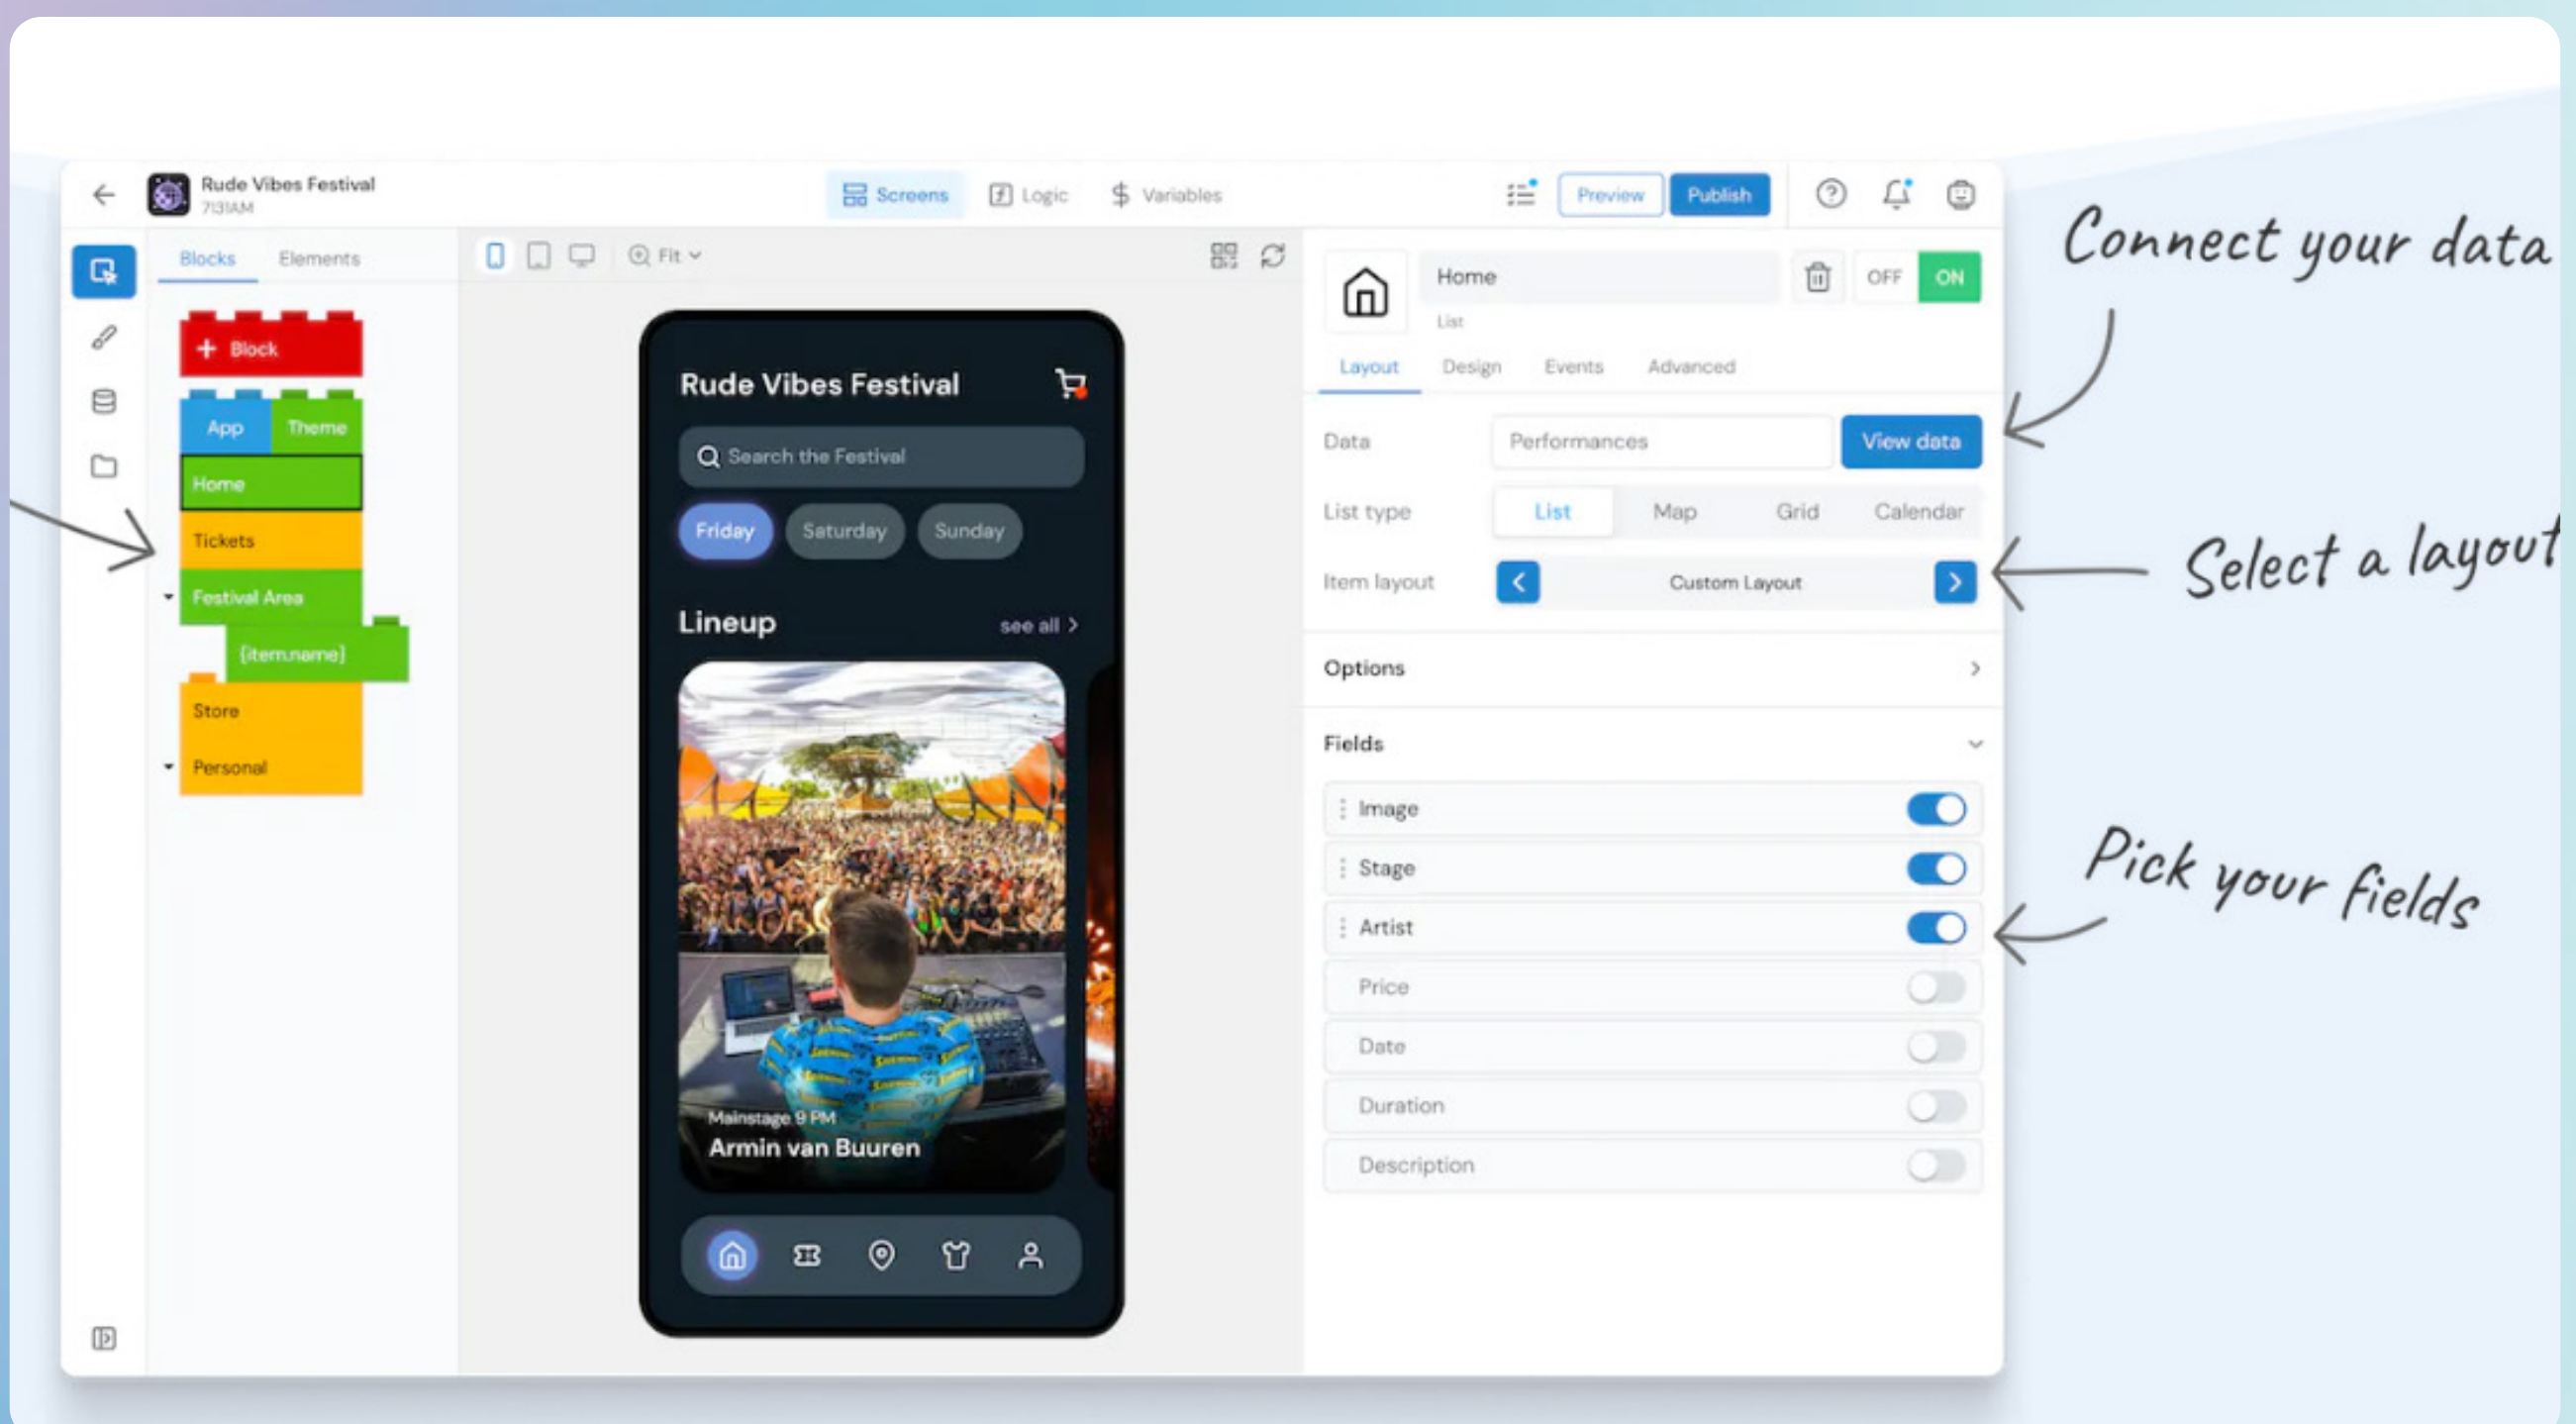 Rude Vibes Festival
7131AM
Screens
Logic
Variables
Preview
Publish
Blocks
Elements
Fit
Block
App
Theme
Home
Tickets
Festival Area
{item.name}
Store
Personal
Rude Vibes Festival
Search the Festival
Friday
Saturday
Sunday
Lineup
see all >
Mainstage 9 PM
Armin van Buuren
Home
OFF
ON
List
Layout
Design
Events
Advanced
Data
Performances
View data
List type
List
Map
Grid
Calendar
Item layout
Custom Layout
Options
Fields
Image
Stage
Artist
Price
Date
Duration
Description
Connect your data
Select a layout
Pick your fields